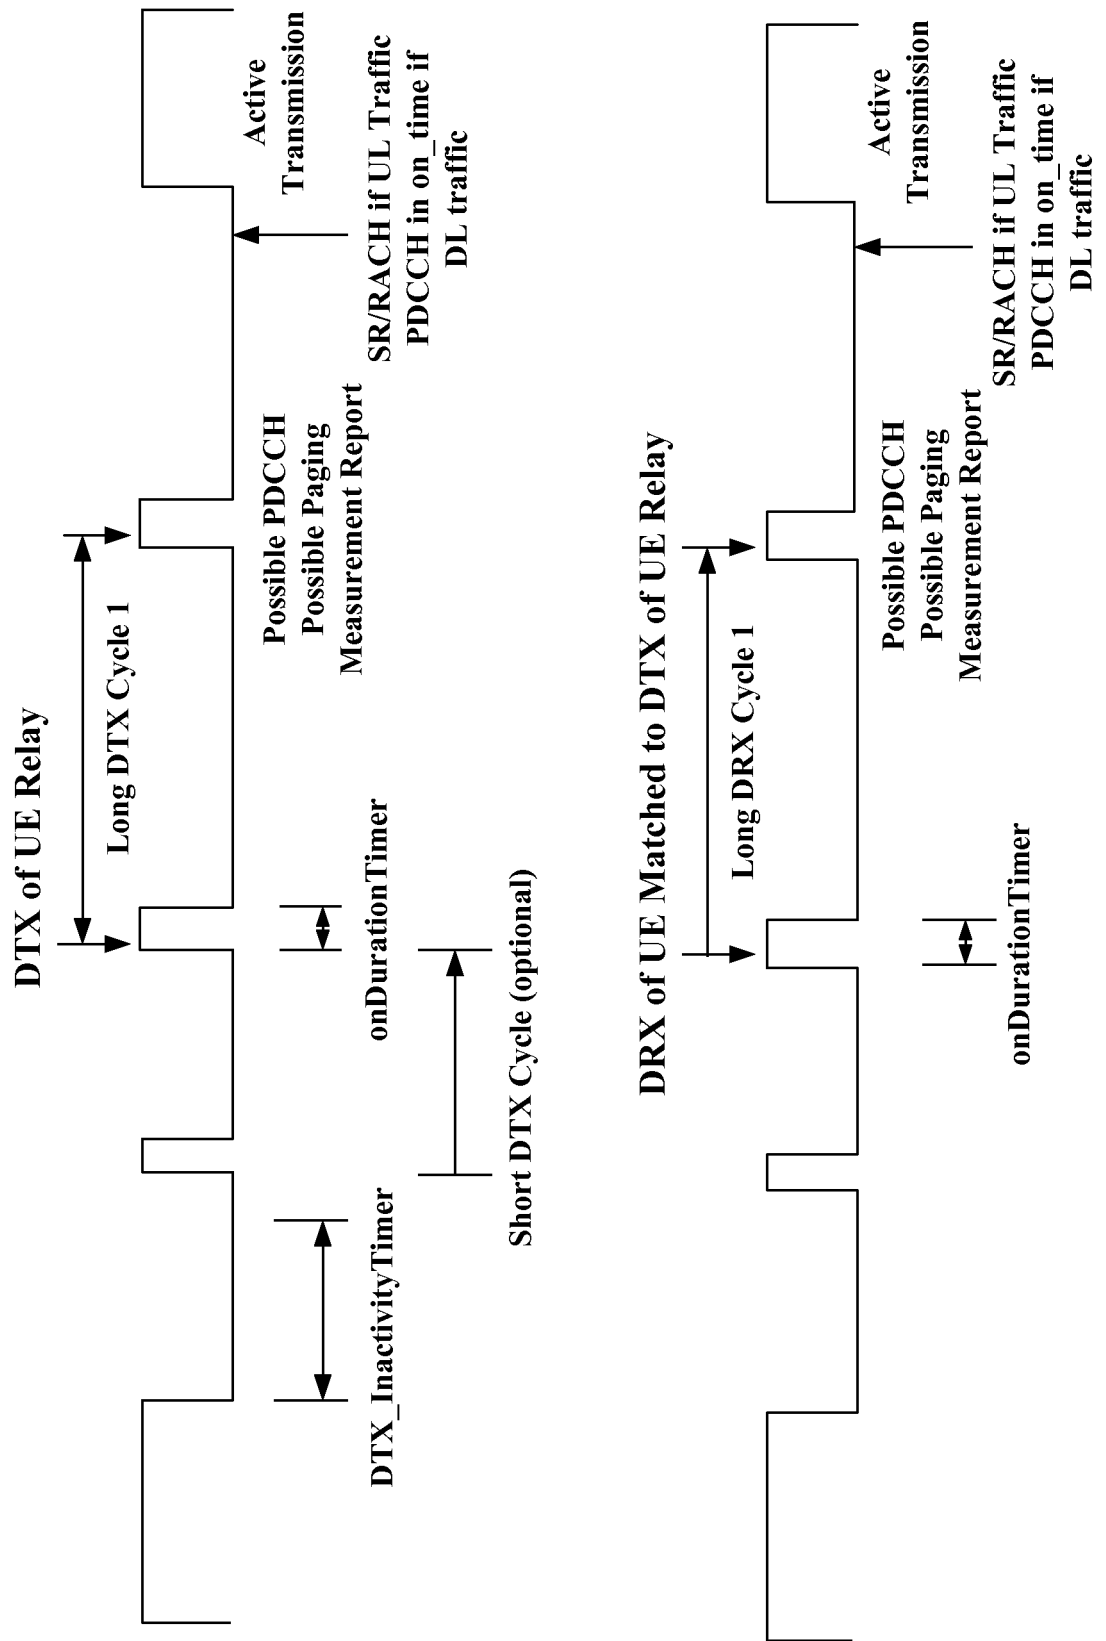 DTX of UE Relay
Long DTX Cycle 1
DTX_InactivityTimer
onDurationTimer
Short DTX Cycle (optional)
Possible PDCCH
Possible Paging
Measurement Report
SR/RACH if UL Traffic
PDCCH in on_time if
DL traffic
Active
Transmission
DRX of UE Matched to DTX of UE Relay
Long DRX Cycle 1
onDurationTimer
Possible PDCCH
Possible Paging
Measurement Report
SR/RACH if UL Traffic
PDCCH in on_time if
DL traffic
Active
Transmission